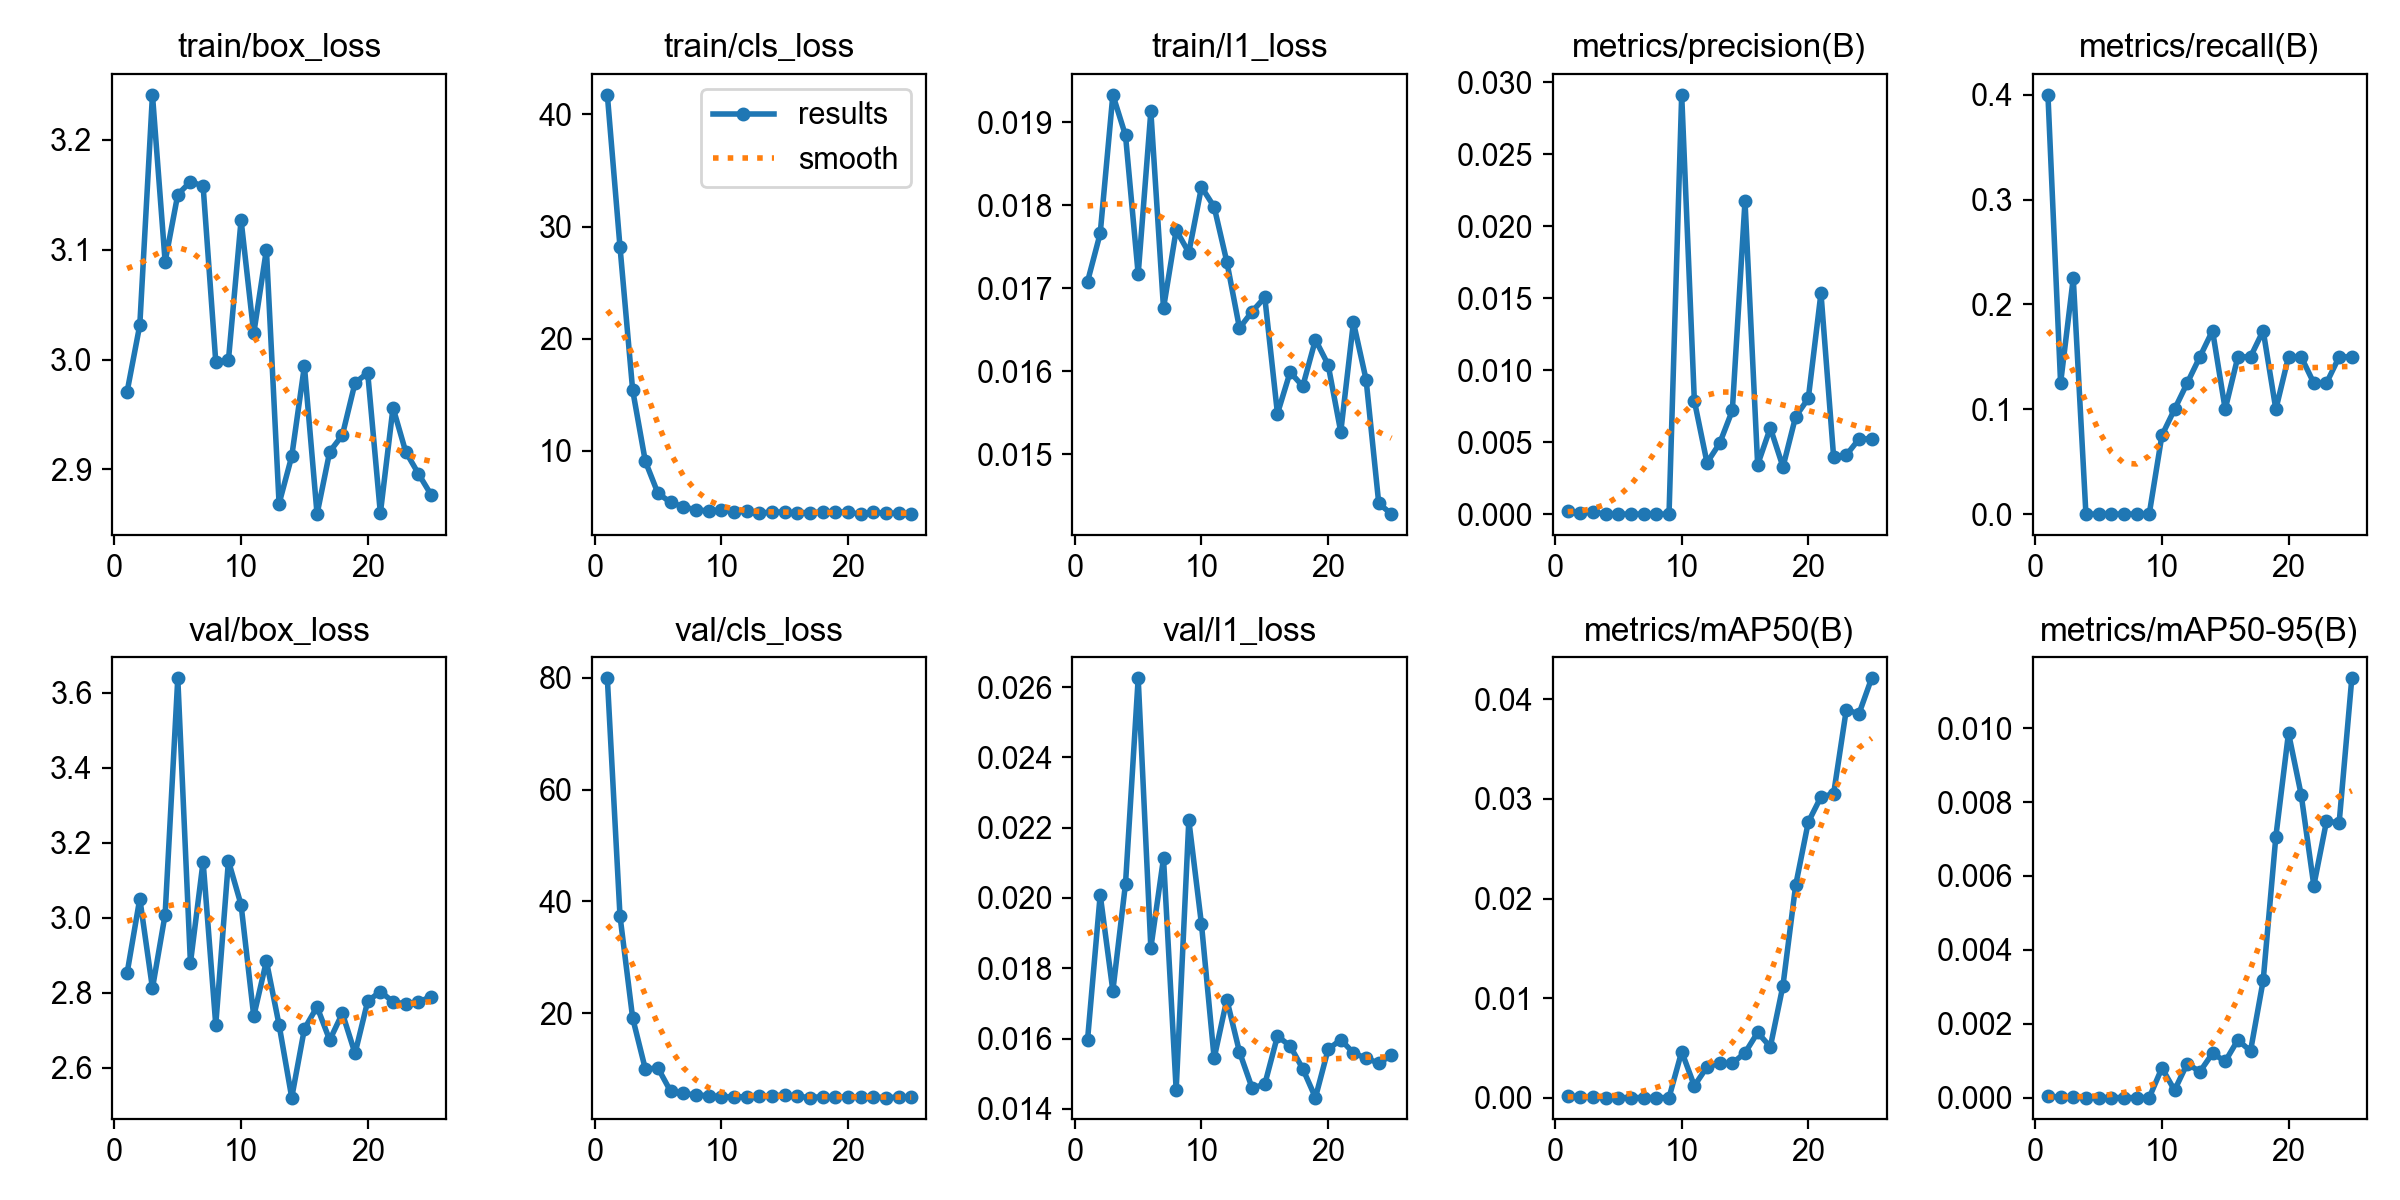 train/box_loss
3.2
3.1
3.0
2.9
0 10 20
train/cls_loss
results
smooth
40
30
20
10
0 10 20
train/l1_loss
0.019
0.018
0.017
0.016
0.015
0 10 20
metrics/precision(B)
0.030
0.025
0.020
0.015
0.010
0.005
0.000
0 10 20
metrics/recall(B)
0.4
0.3
0.2
0.1
0.0
0 10 20
val/box_loss
3.6
3.4
3.2
3.0
2.8
2.6
0 10 20
val/cls_loss
80
60
40
20
0 10 20
val/l1_loss
0.026
0.024
0.022
0.020
0.018
0.016
0.014
0 10 20
metrics/mAP50(B)
0.04
0.03
0.02
0.01
0.00
0 10 20
metrics/mAP50-95(B)
0.010
0.008
0.006
0.004
0.002
0.000
0 10 20